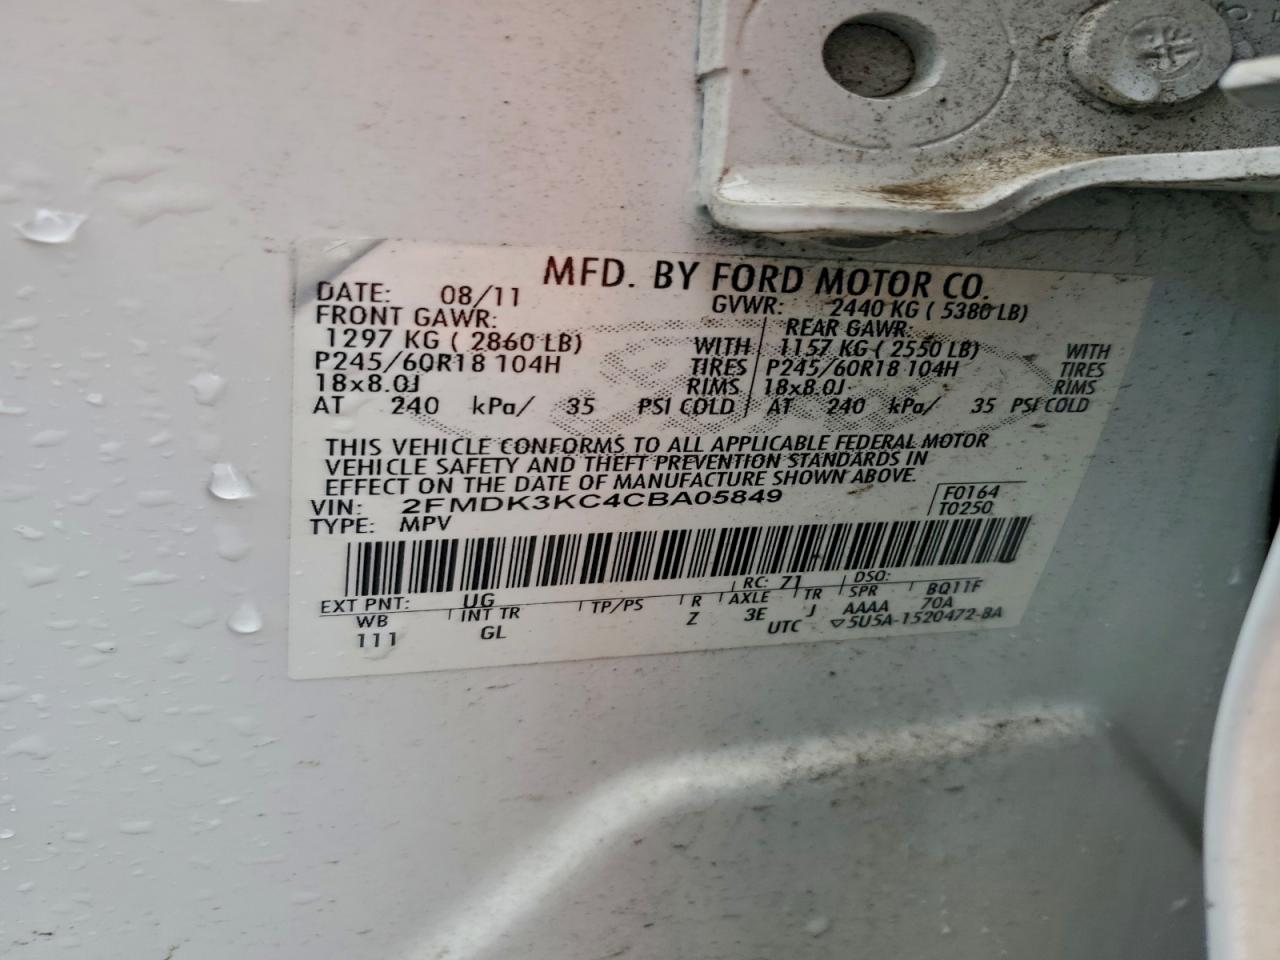 MFD. BY FORD MOTOR CO.
DATE: 08/11 GVWR: 2440 KG ( 5380 LB)
FRONT GAWR: REAR GAWR:
1297 KG ( 2860 LB) WITH 1157 KG ( 2550 LB) WITH
P245/60R18 104H TIRES P245/60R18 104H TIRES
18x8.0J RIMS 18x8.0J RIMS
AT 240 kPa/ 35 PSI COLD AT 240 kPa/ 35 PSI COLD
THIS VEHICLE CONFORMS TO ALL APPLICABLE FEDERAL MOTOR
VEHICLE SAFETY AND THEFT PREVENTION STANDARDS IN
EFFECT ON THE DATE OF MANUFACTURE SHOWN ABOVE.
VIN: 2FMDK3KC4CBA05849 F0164
TYPE: MPV T0250
EXT PNT: UG RC: 71 DSO: BQ11F
WB INT TR TP/PS R AXLE TR SPR
111 GL Z 3E J AAAA 70A
UTC ▽5U5A-1520472-BA